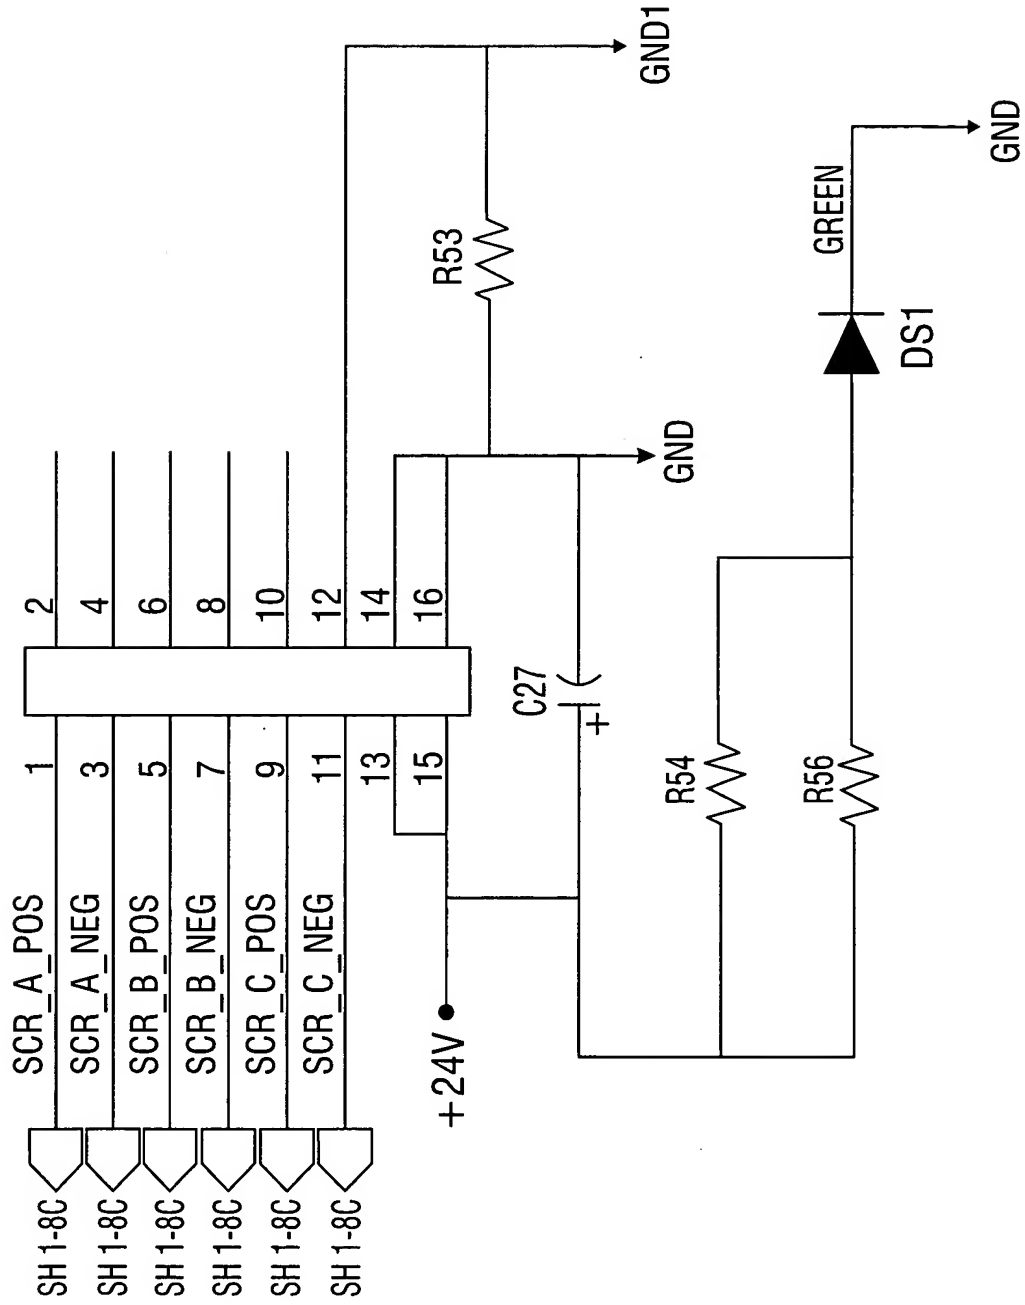 SH 1-8C
SH 1-8C
SH 1-8C
SH 1-8C
SH 1-8C
SH 1-8C
SCR_A_POS
SCR_A_NEG
SCR_B_POS
SCR_B_NEG
SCR_C_POS
SCR_C_NEG
+24V
1
3
5
7
9
11
13
15
2
4
6
8
10
12
14
16
C27
+
R54
R56
GND
R53
GND1
DS1
GREEN
GND